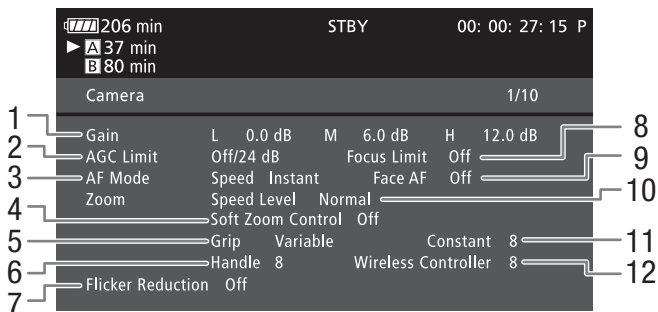 206 min STBY 00: 00: 27: 15 P
A 37 min
B 80 min
Camera 1/10
1 Gain L 0.0 dB M 6.0 dB H 12.0 dB
2 AGC Limit Off/24 dB Focus Limit Off 8
3 AF Mode Speed Instant Face AF Off 9
Zoom Speed Level Normal 10
4 Soft Zoom Control Off
5 Grip Variable Constant 8 11
6 Handle 8 Wireless Controller 8 12
7 Flicker Reduction Off